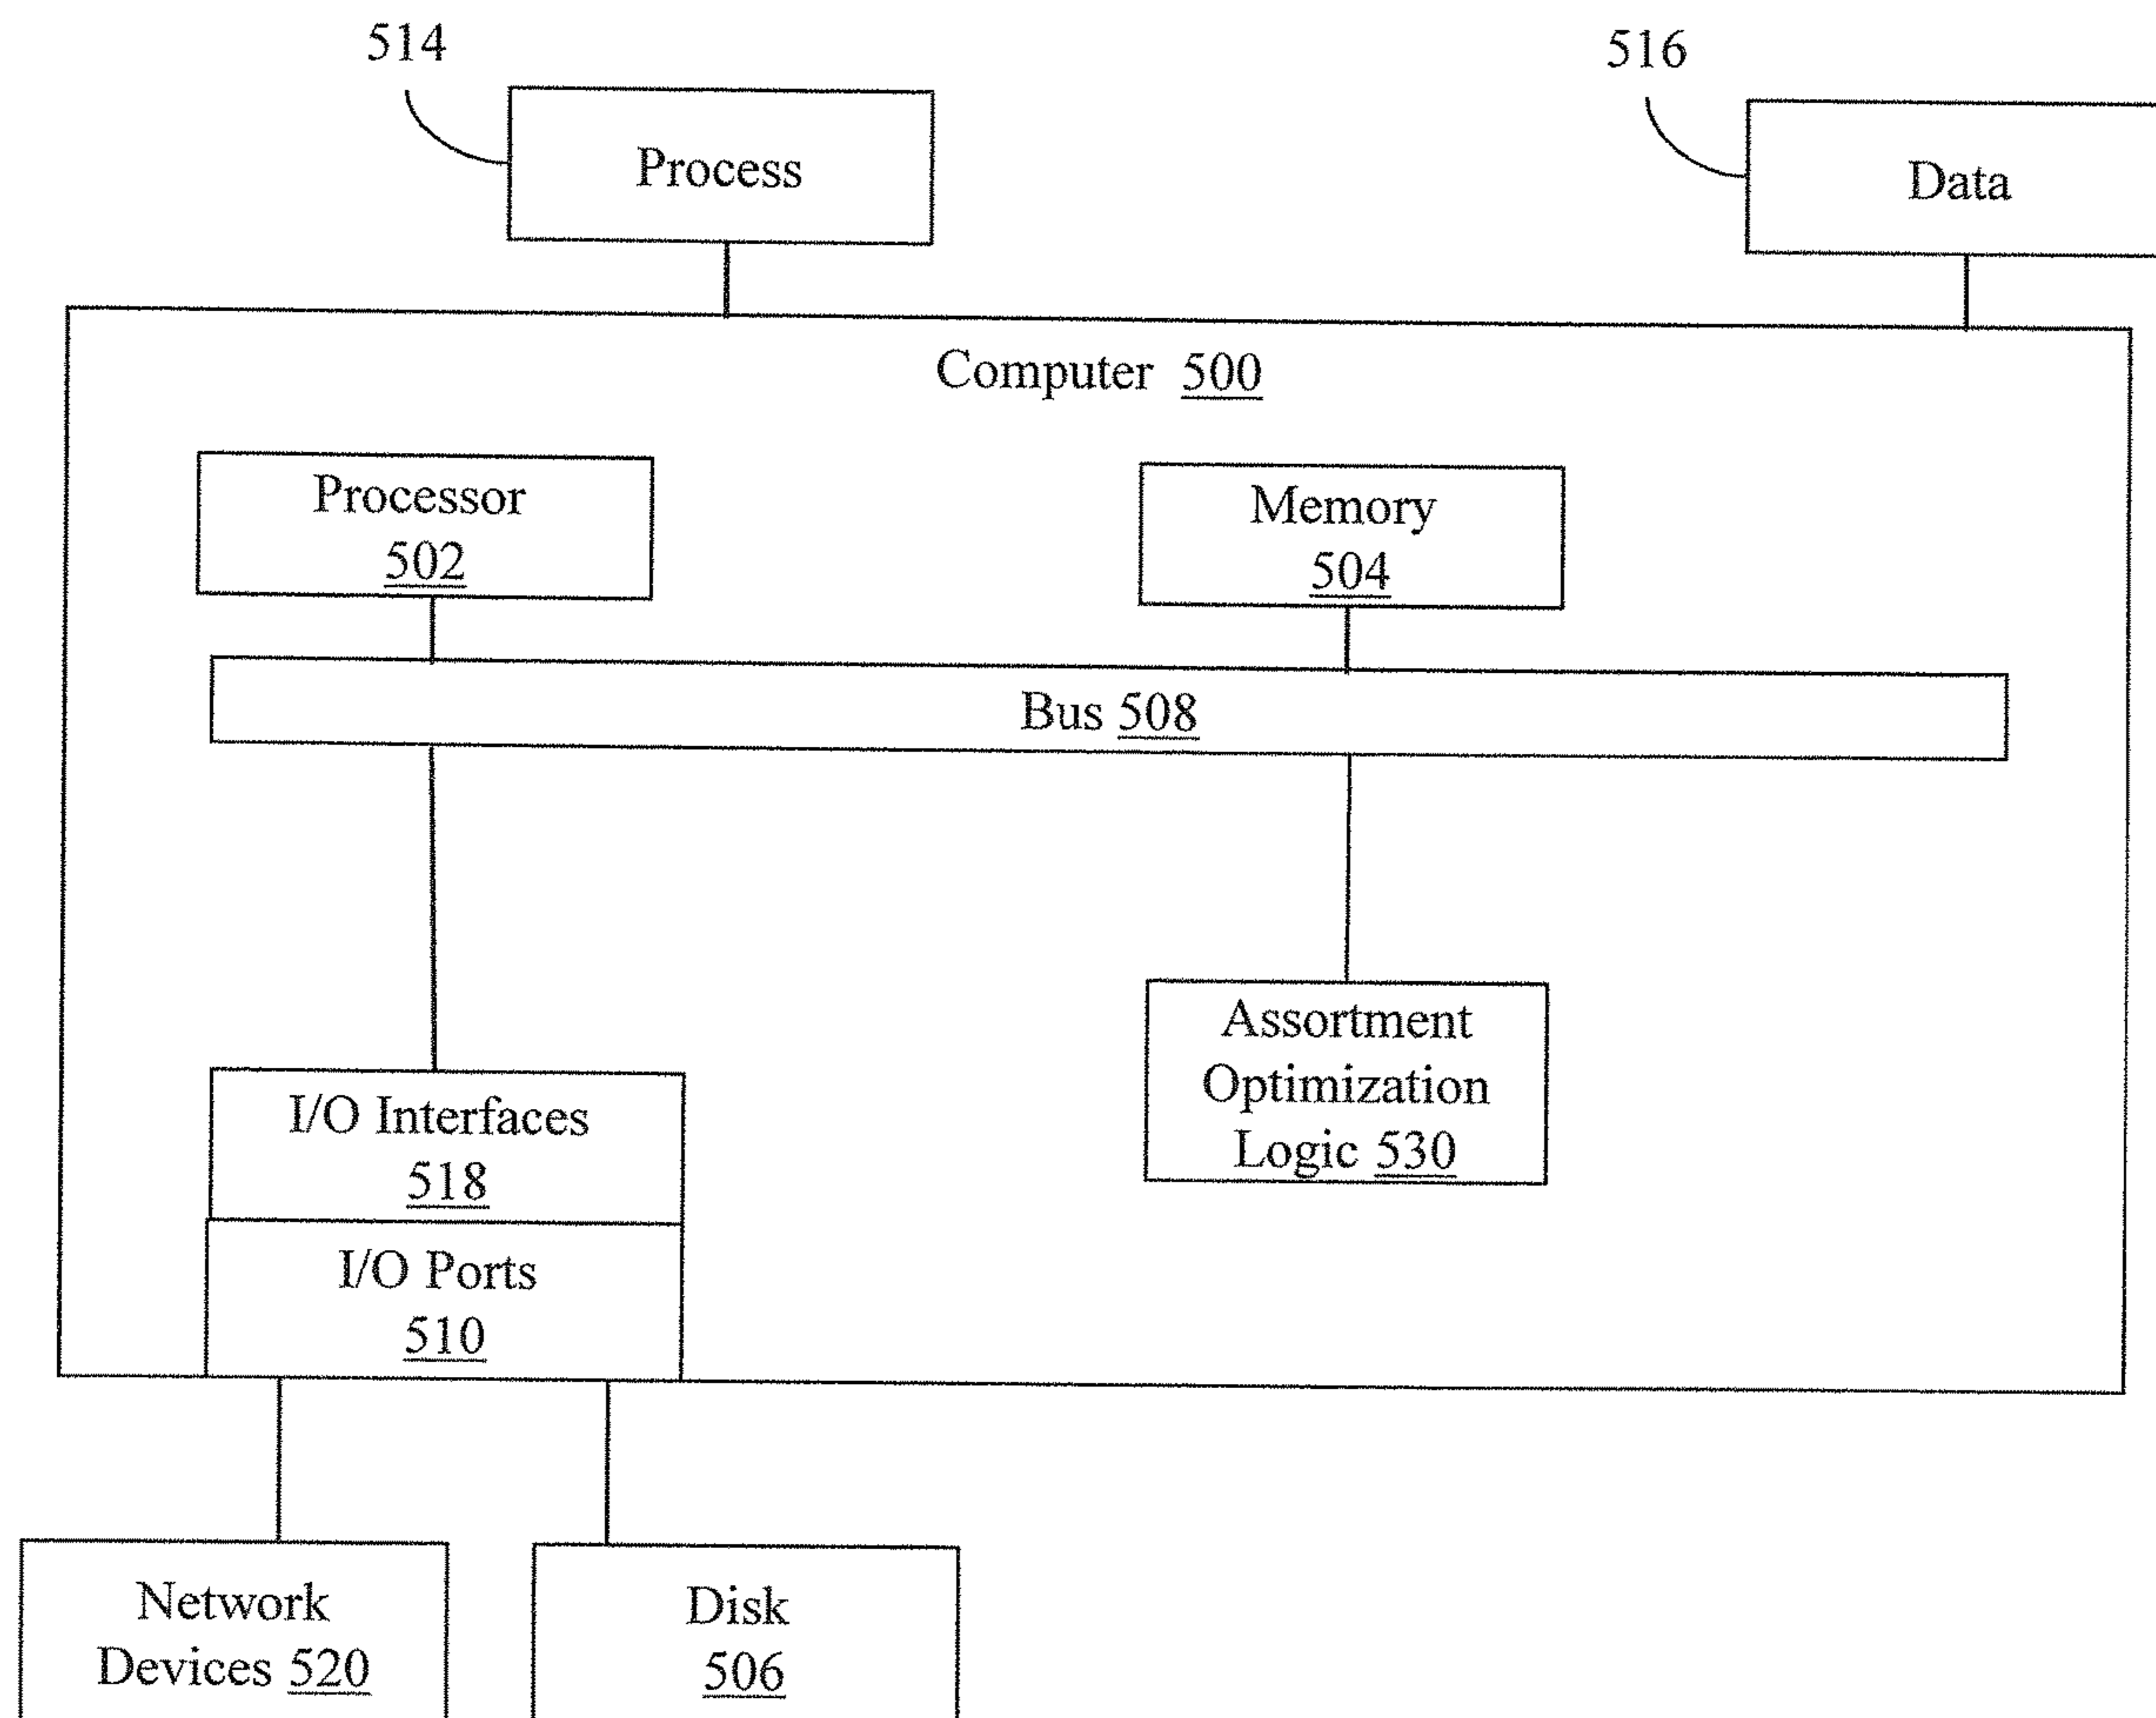 514
516
Process
Data
Computer 500
Processor
502
Memory
504
Bus 508
Assortment
Optimization
Logic 530
I/O Interfaces
518
I/O Ports
510
Network
Devices 520
Disk
506